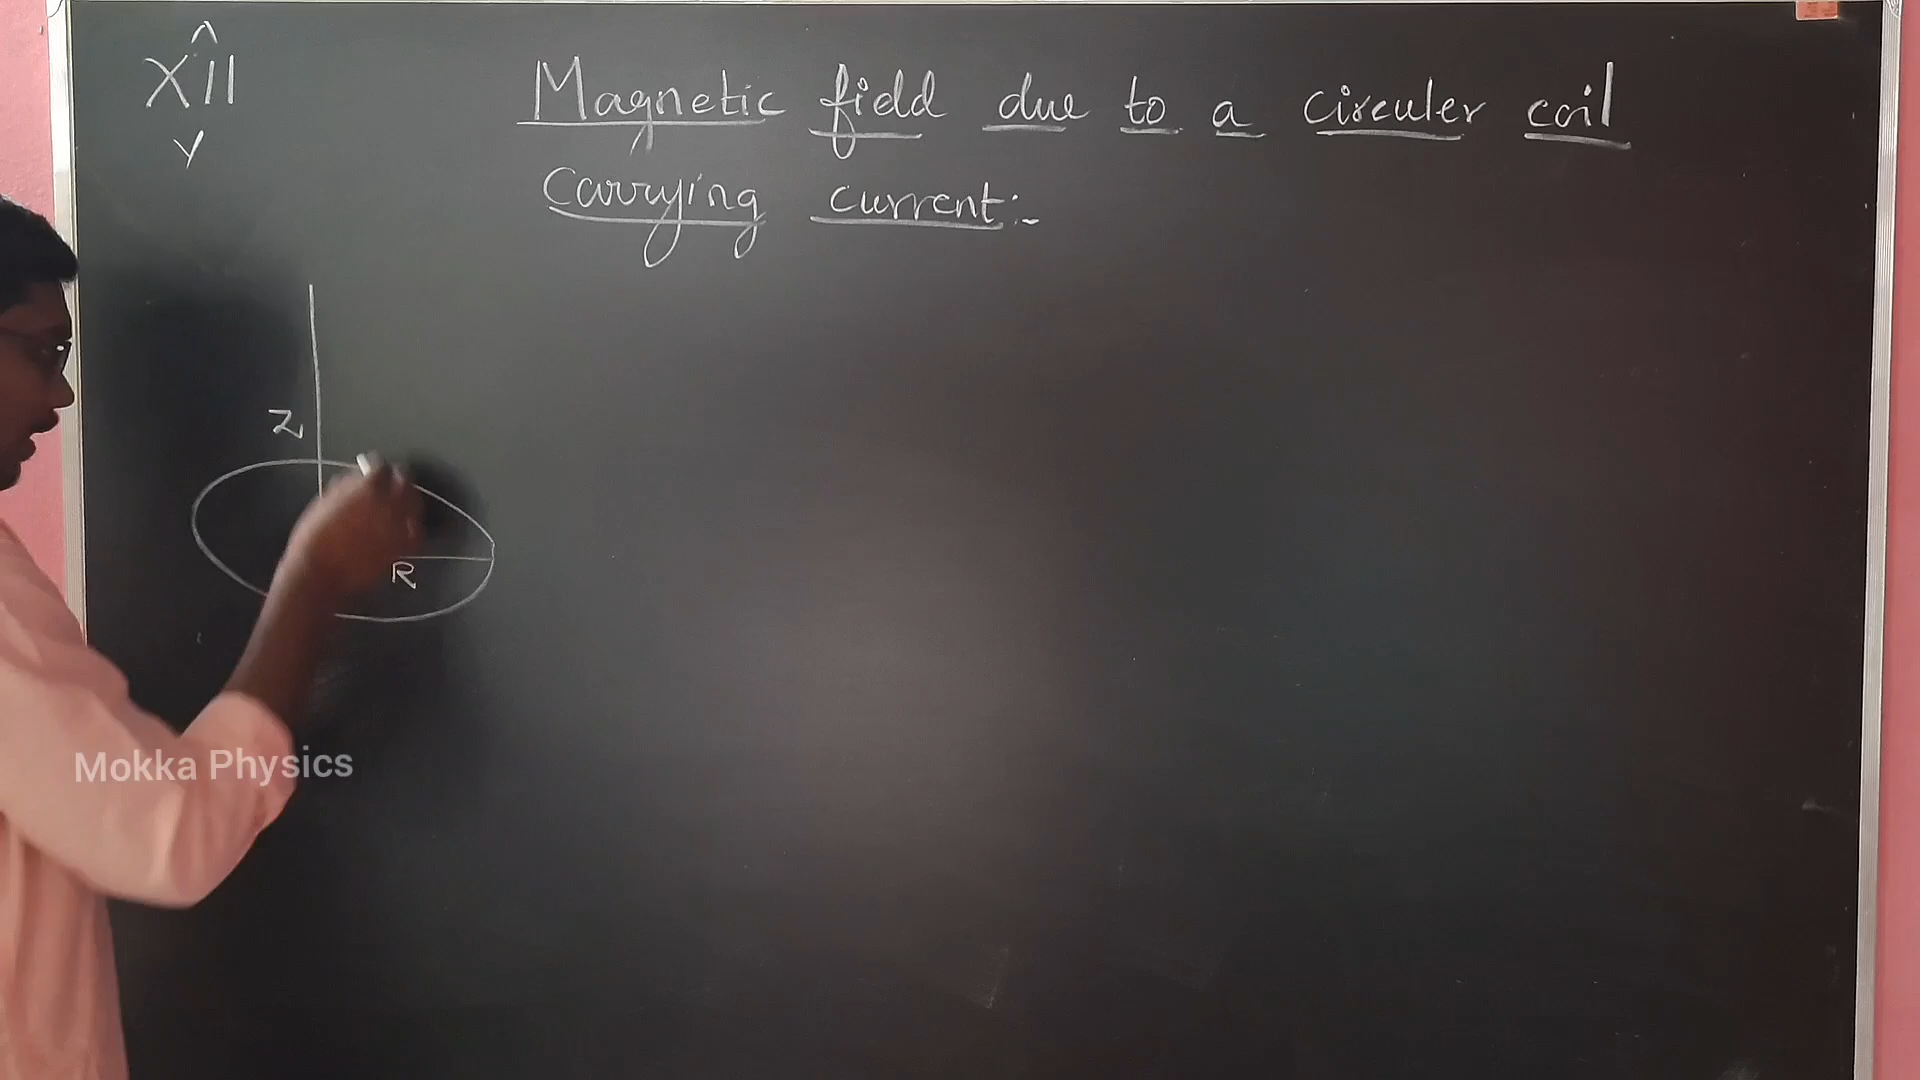 XII
Magnetic field due to a circuler coil
Carrying current:-
Z
R
Mokka Physics